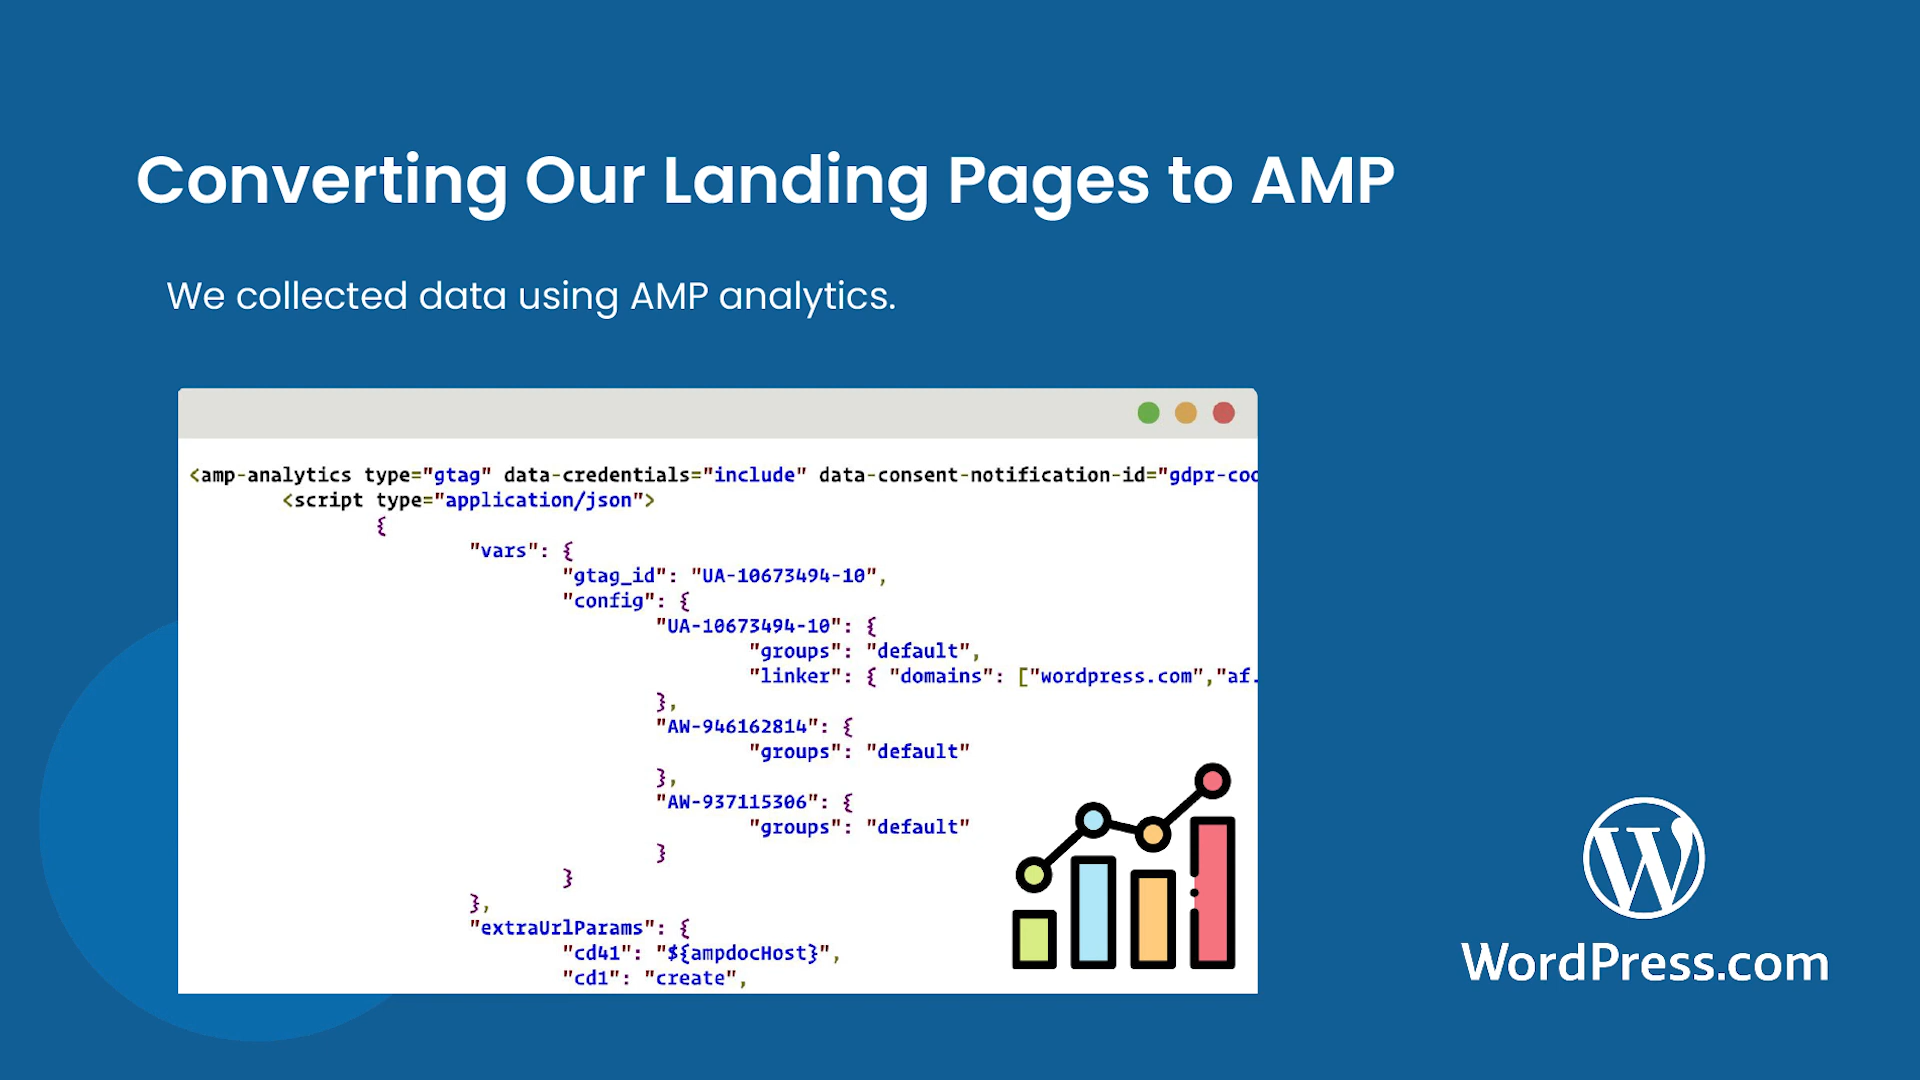 Converting Our Landing Pages to AMP
We collected data using AMP analytics.
<amp-analytics type="gtag" data-credentials="include" data-consent-notification-id="gdpr-coo
<script type="application/json">
{
"vars": {
"gtag_id": "UA-10673494-10",
"config": {
"UA-10673494-10": {
"groups": "default",
"linker": { "domains": ["wordpress.com","af.
},
"AW-946162814": {
"groups": "default"
},
"AW-937115306": {
"groups": "default"
}
}
},
"extraUrlParams": {
"cd41": "${ampdocHost}",
"cd1": "create",
WordPress.com